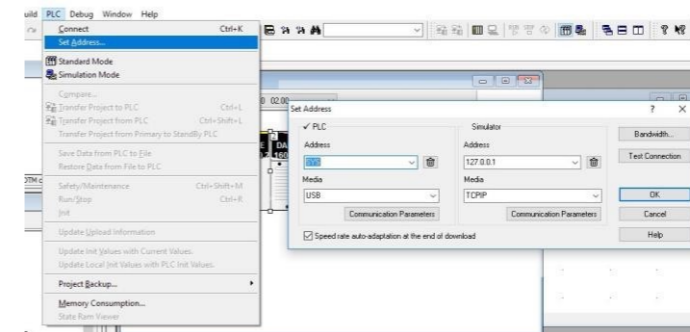 uild PLC Debug Window Help
Connect Ctrl+K
Set Address...
Standard Mode
Simulation Mode
Compare...
Transfer Project to PLC Ctrl+L
Transfer Project from PLC Ctrl+Shift+L
Transfer Project from Primary to StandBy PLC
Save Data from PLC to File
Restore Data from File to PLC
Safety/Maintenance Ctrl+Shift+M
Run/Stop Ctrl+R
Init
Update Upload Information
Update Init Values with Current Values.
Update Local Init Values with PLC Init Values.
Project Backup...
Memory Consumption...
State Ram Viewer
0 02.00
E DA
160
Set Address ? X
✓ PLC
Address
SYS
Media
USB
Communication Parameters
Simulator
Address
127.0.0.1
Media
TCPIP
Communication Parameters
Speed rate auto-adaptation at the end of download
Bandwidth...
Test Connection
OK
Cancel
Help